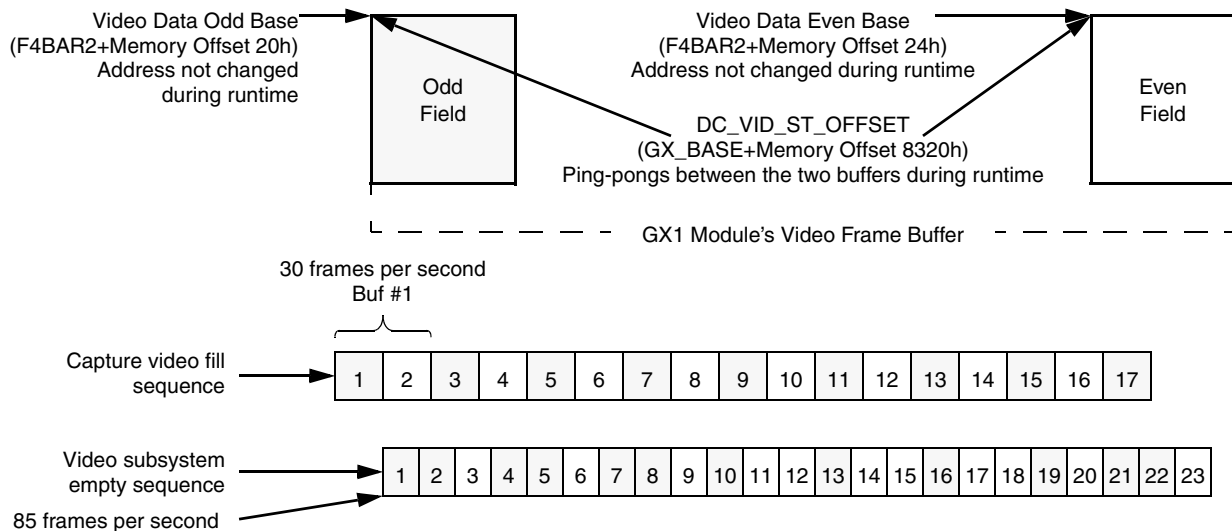 Video Data Odd Base
(F4BAR2+Memory Offset 20h)
Address not changed
during runtime
Odd
Field
Video Data Even Base
(F4BAR2+Memory Offset 24h)
Address not changed during runtime
Even
Field
DC_VID_ST_OFFSET
(GX_BASE+Memory Offset 8320h)
Ping-pongs between the two buffers during runtime
GX1 Module's Video Frame Buffer
30 frames per second
Buf #1
Capture video fill
sequence
1 2 3 4 5 6 7 8 9 10 11 12 13 14 15 16 17
Video subsystem
empty sequence
1 2 3 4 5 6 7 8 9 10 11 12 13 14 15 16 17 18 19 20 21 22 23
85 frames per second